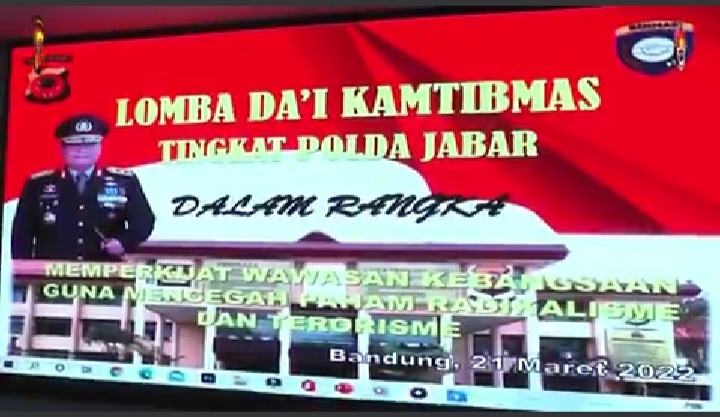 LOMBA DA'I KAMTIBMAS
TINGKAT POLDA JABAR
DALAM RANGKA
MEMPERKUAT WAWASAN KEBANGSAAN
GUNA MENCEGAH PAHAM RADIKALISME
DAN TERORISME
Bandung, 21 Maret 2022